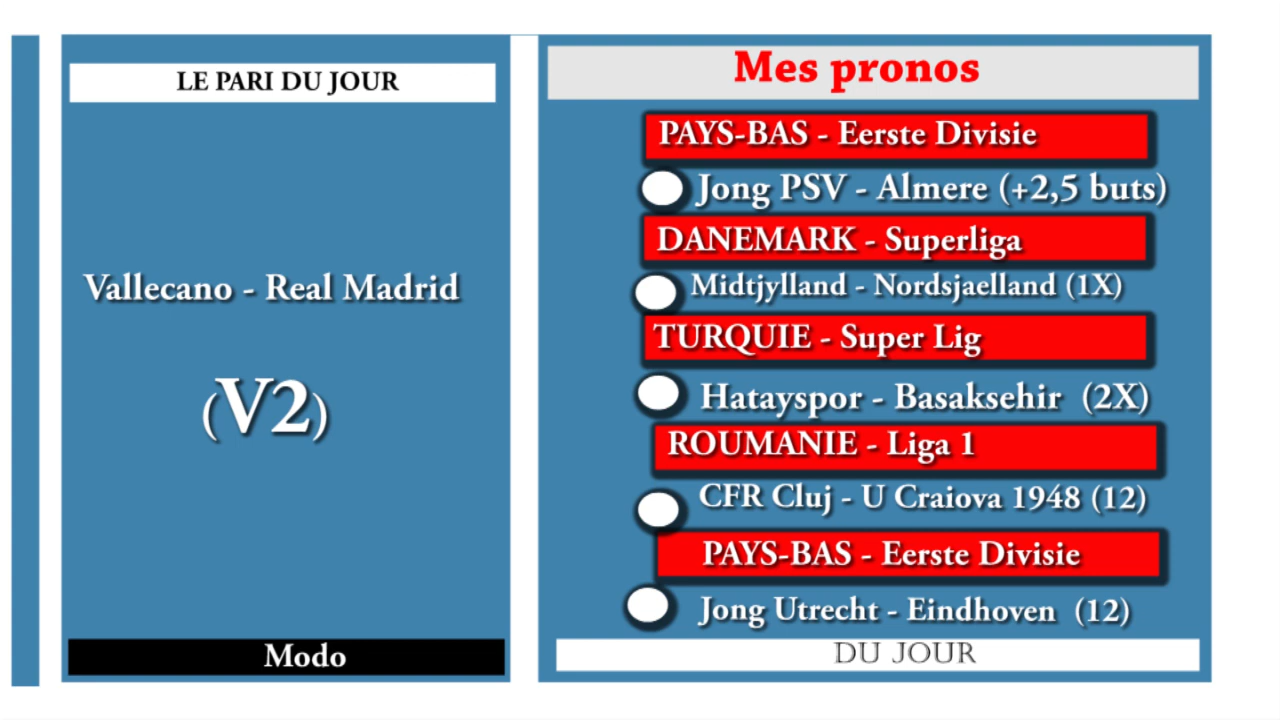 LE PARI DU JOUR
Vallecano - Real Madrid
(V2)
Modo
Mes pronos
PAYS-BAS - Eerste Divisie
Jong PSV - Almere (+2,5 buts)
DANEMARK - Superliga
Midtjylland - Nordsjaelland (1X)
TURQUIE - Super Lig
Hatayspor - Basaksehir (2X)
ROUMANIE - Liga 1
CFR Cluj - U Craiova 1948 (12)
PAYS-BAS - Eerste Divisie
Jong Utrecht - Eindhoven (12)
DU JOUR